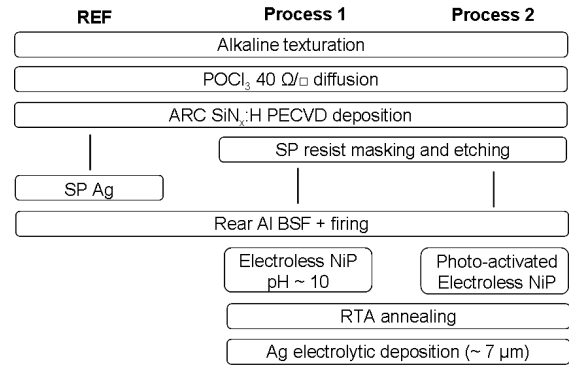 REF Process 1 Process 2
Alkaline texturation
POCl₃ 40 Ω/□ diffusion
ARC SiNₓ:H PECVD deposition
SP resist masking and etching
SP Ag
Rear Al BSF + firing
Electroless NiP
pH ~ 10
Photo-activated
Electroless NiP
RTA annealing
Ag electrolytic deposition (~ 7 µm)